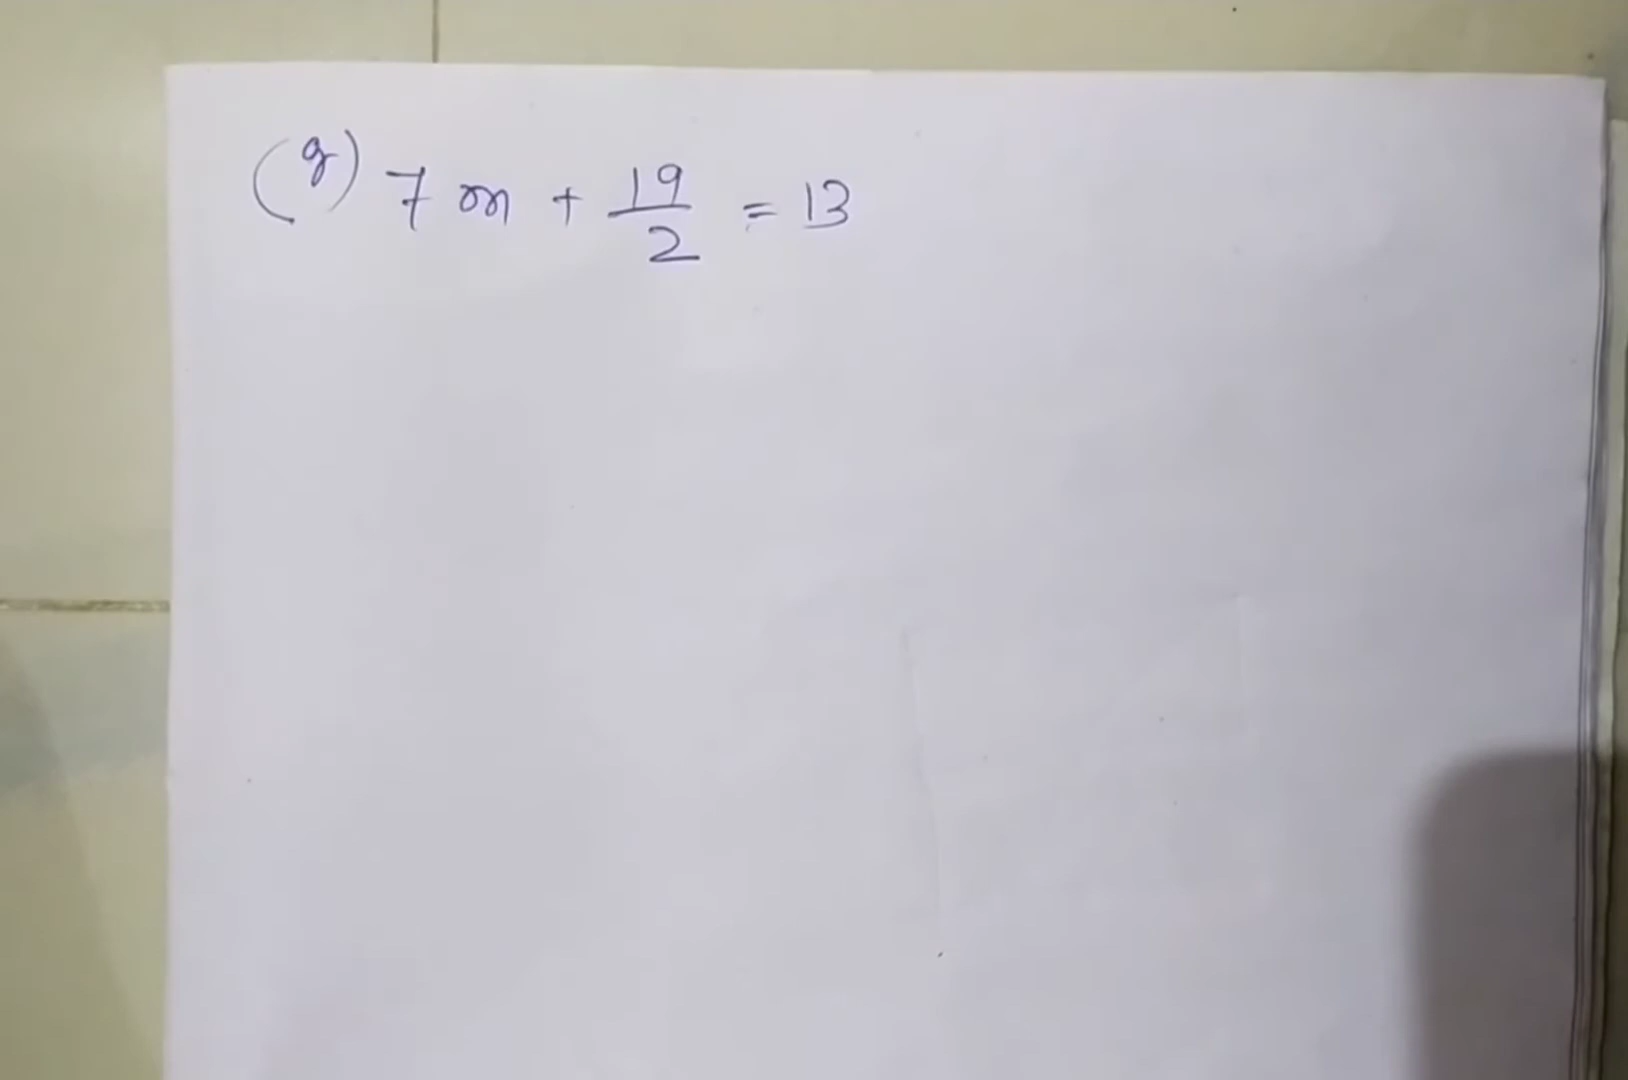 (g) 7m + 19/2 = 13